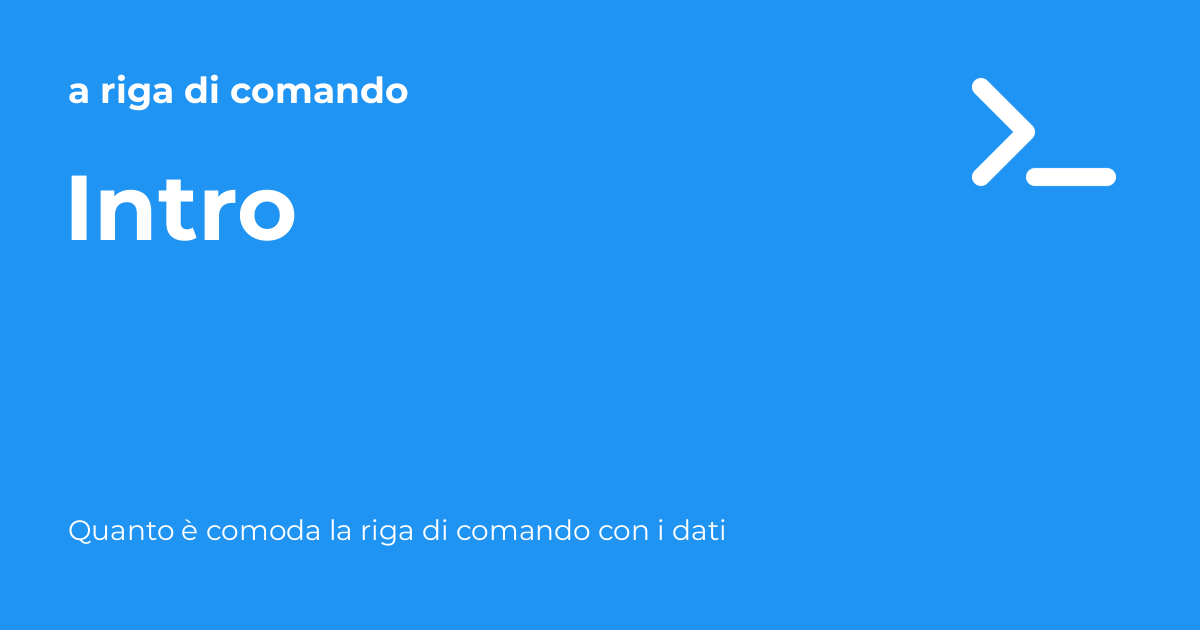 a riga di comando
Intro
Quanto è comoda la riga di comando con i dati